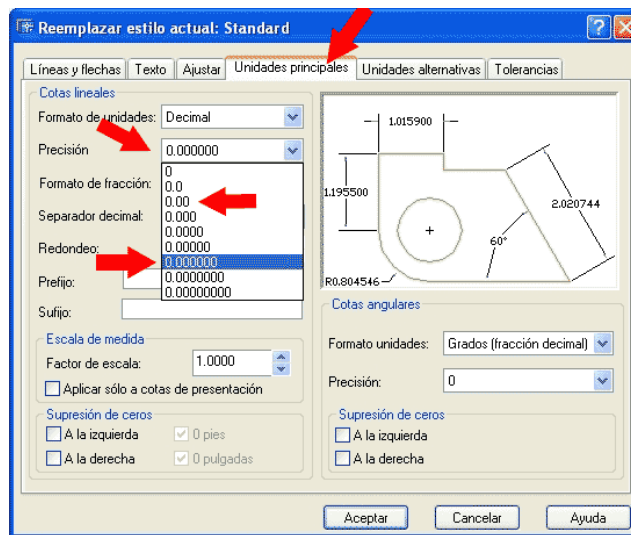 Reemplazar estilo actual: Standard
Líneas y flechas Texto Ajustar Unidades principales Unidades alternativas Tolerancias
Cotas lineales
Formato de unidades: Decimal
Precisión 0.000000
0
0.0
0.00
0.000
0.0000
0.00000
0.000000
0.0000000
0.00000000
Formato de fracción:
Separador decimal:
Redondeo:
Prefijo:
Sufijo:
Escala de medida
Factor de escala: 1.0000
Aplicar sólo a cotas de presentación
Supresión de ceros
A la izquierda 0 pies
A la derecha 0 pulgadas
1.015900
1.195500
2.020744
60°
R0.804546
Cotas angulares
Formato unidades: Grados (fracción decimal)
Precisión: 0
Supresión de ceros
A la izquierda
A la derecha
Aceptar Cancelar Ayuda